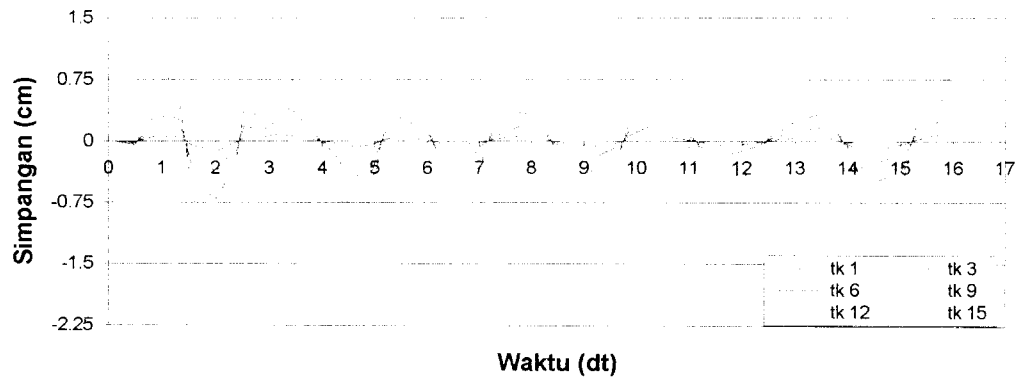 1.5
0.75
0
-0.75
-1.5
-2.25
Simpangan (cm)
0 1 2 3 4 5 6 7 8 9 10 11 12 13 14 15 16 17
tk 1 tk 3
tk 6 tk 9
tk 12 tk 15
Waktu (dt)